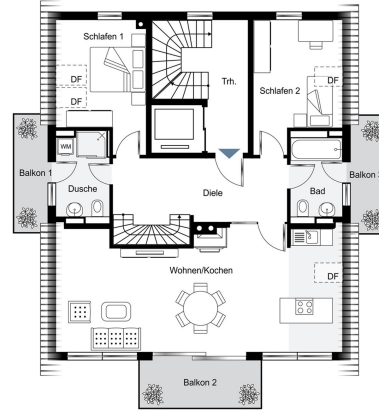 Schlafen 1
DF
DF
Trh.
Schlafen 2
DF
WM
Balkon 1
Dusche
Diele
Bad
Balkon
Wohnen/Kochen
DF
Balkon 2